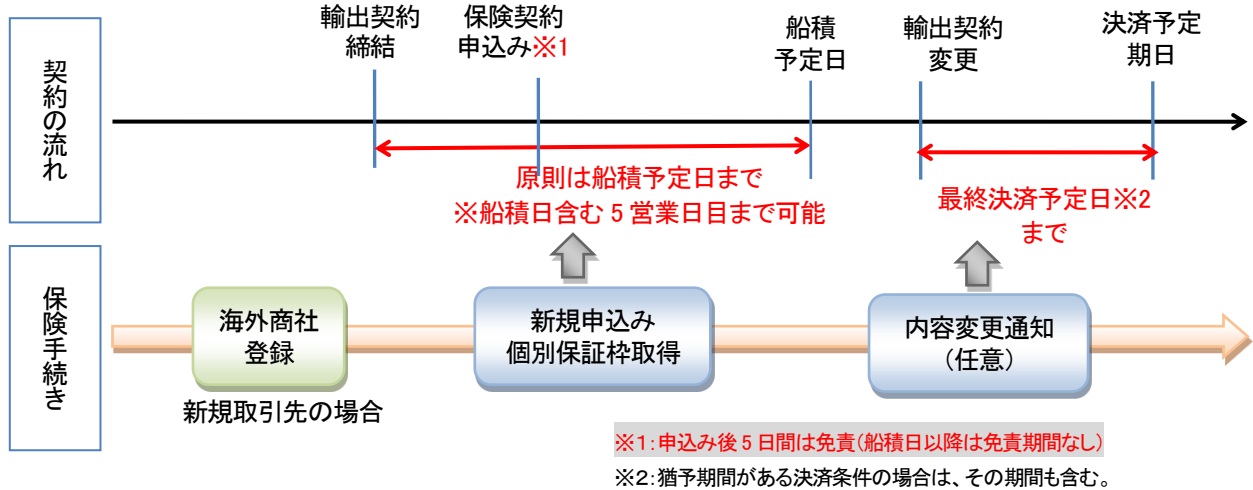 契約の流れ
輸出契約
締結
保険契約
申込み※1
船積
予定日
輸出契約
変更
決済予定
期日
原則は船積予定日まで
※船積日含む 5 営業日目まで可能
最終決済予定日※2
まで
保険手続き
海外商社
登録
新規取引先の場合
新規申込み
個別保証枠取得
内容変更通知
（任意）
※1：申込み後 5 日間は免責（船積日以降は免責期間なし）
※2：猶予期間がある決済条件の場合は、その期間も含む。